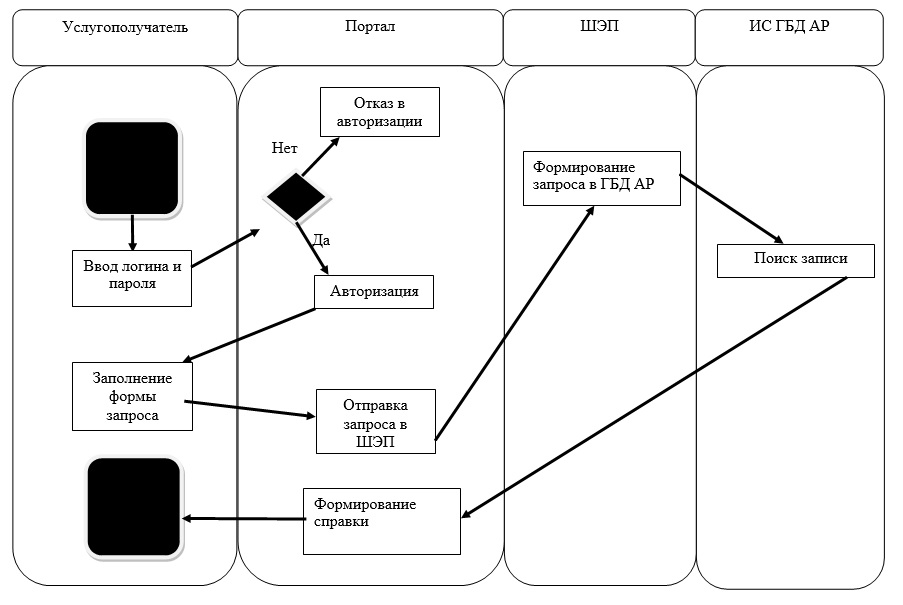 Услугополучатель
Портал
ШЭП
ИС ГБД АР
Отказ в
авторизации
Нет
Формирование
запроса в ГБД АР
Да
Ввод логина и
пароля
Поиск записи
Авторизация
Заполнение
формы
запроса
Отправка
запроса в
ШЭП
Формирование
справки